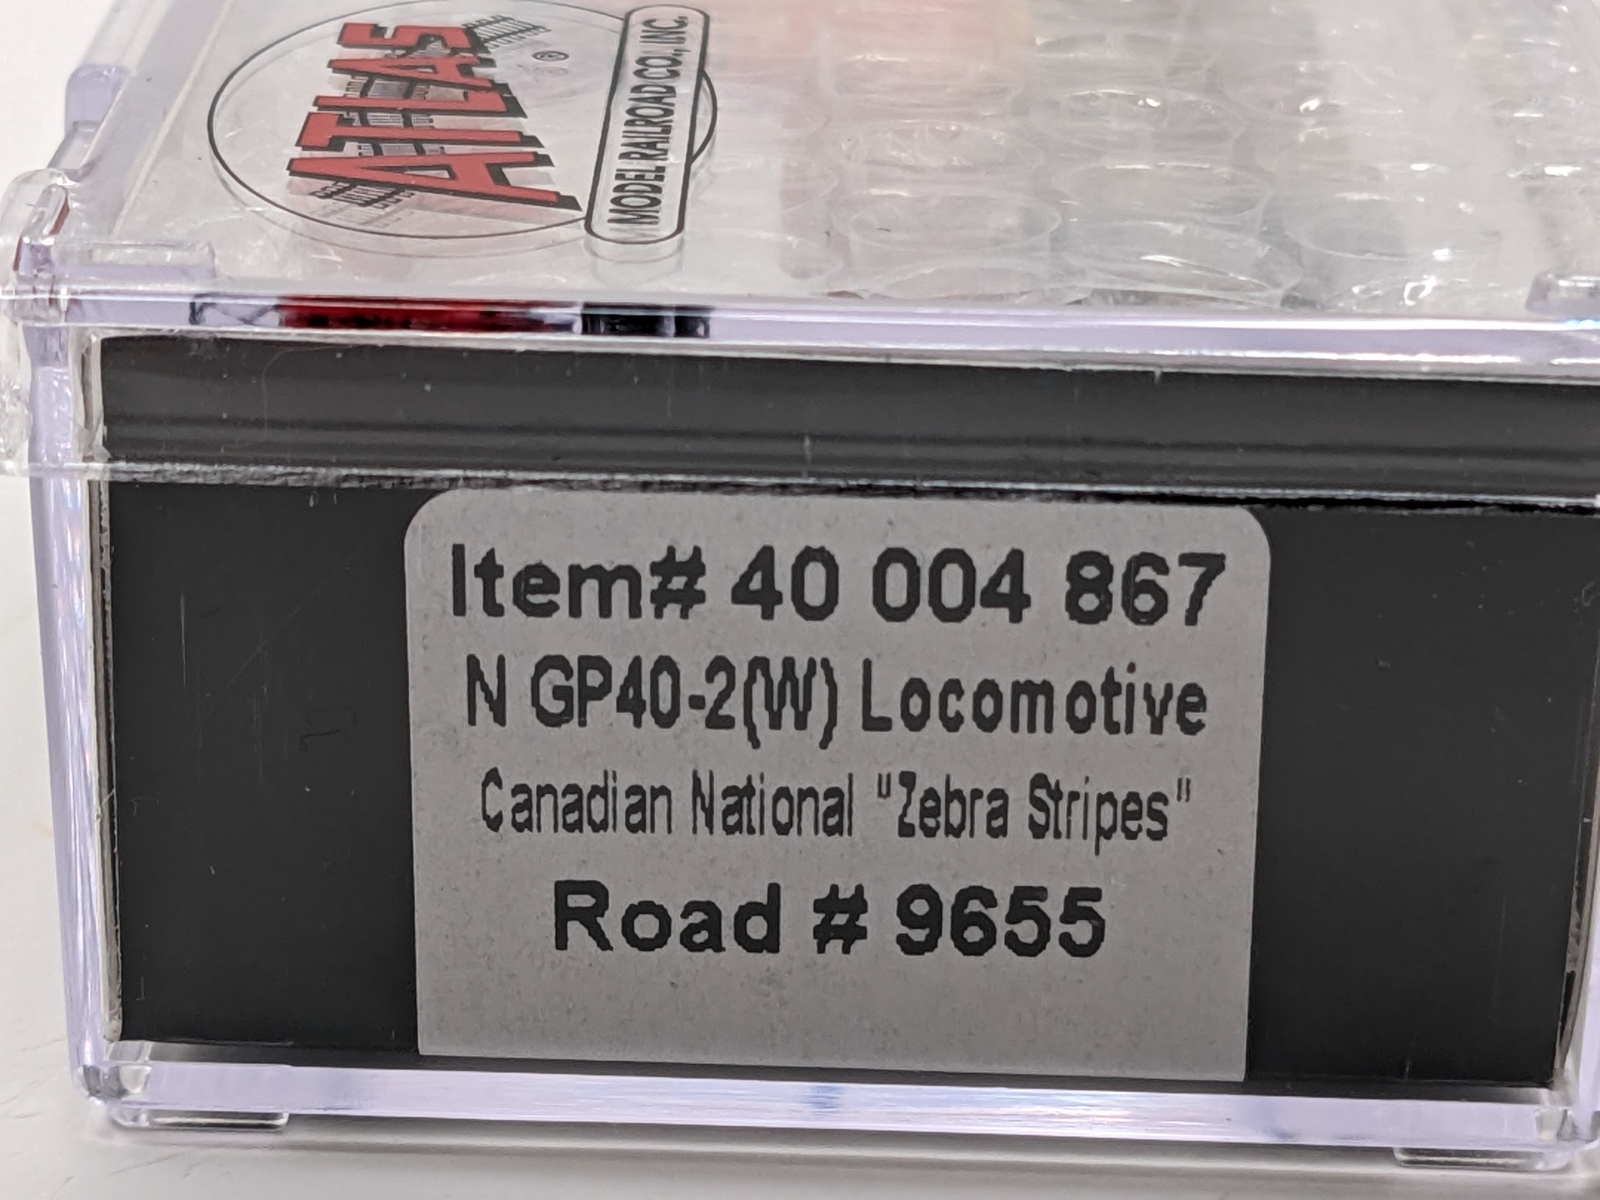 ATLAS
®
MODEL RAILROAD CO., INC.
Item# 40 004 867
N GP40-2(W) Locomotive
Canadian National "Zebra Stripes"
Road # 9655